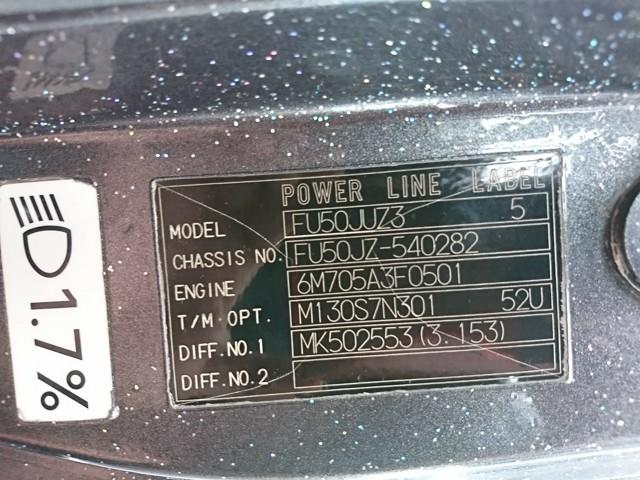 POWER LINE LABEL
MODEL FU50JUZ3 5
CHASSIS NO. FU50JZ-540282
ENGINE 6M705A3F0501
T/M OPT. M130S7N301 52U
DIFF.NO.1 MK502553(3.153)
DIFF.NO.2
1.7%